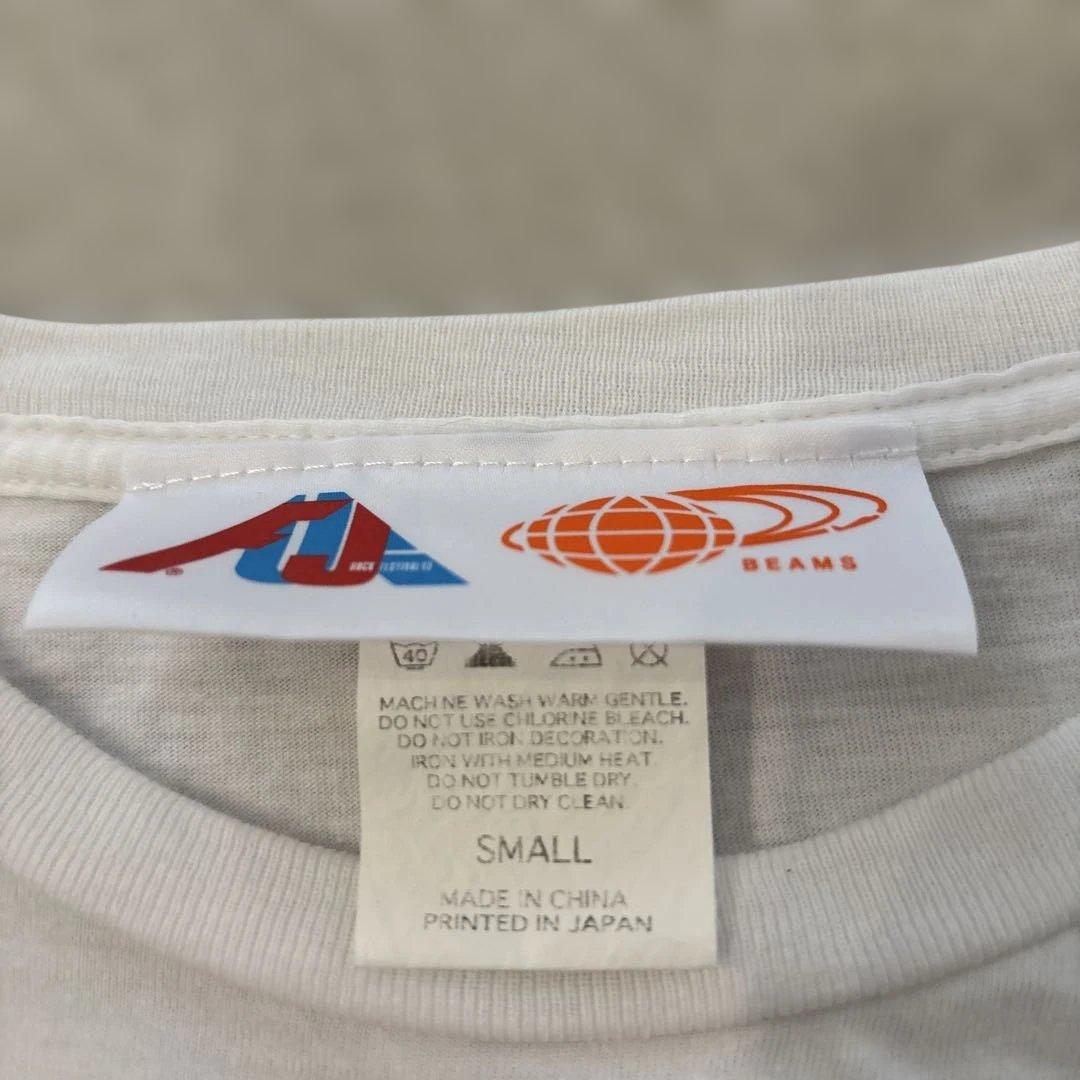 FJ
®
BEAMS
40
MACHINE WASH WARM GENTLE.
DO NOT USE CHLORINE BLEACH.
DO NOT IRON DECORATION.
IRON WITH MEDIUM HEAT.
DO NOT TUMBLE DRY.
DO NOT DRY CLEAN.
SMALL
MADE IN CHINA
PRINTED IN JAPAN